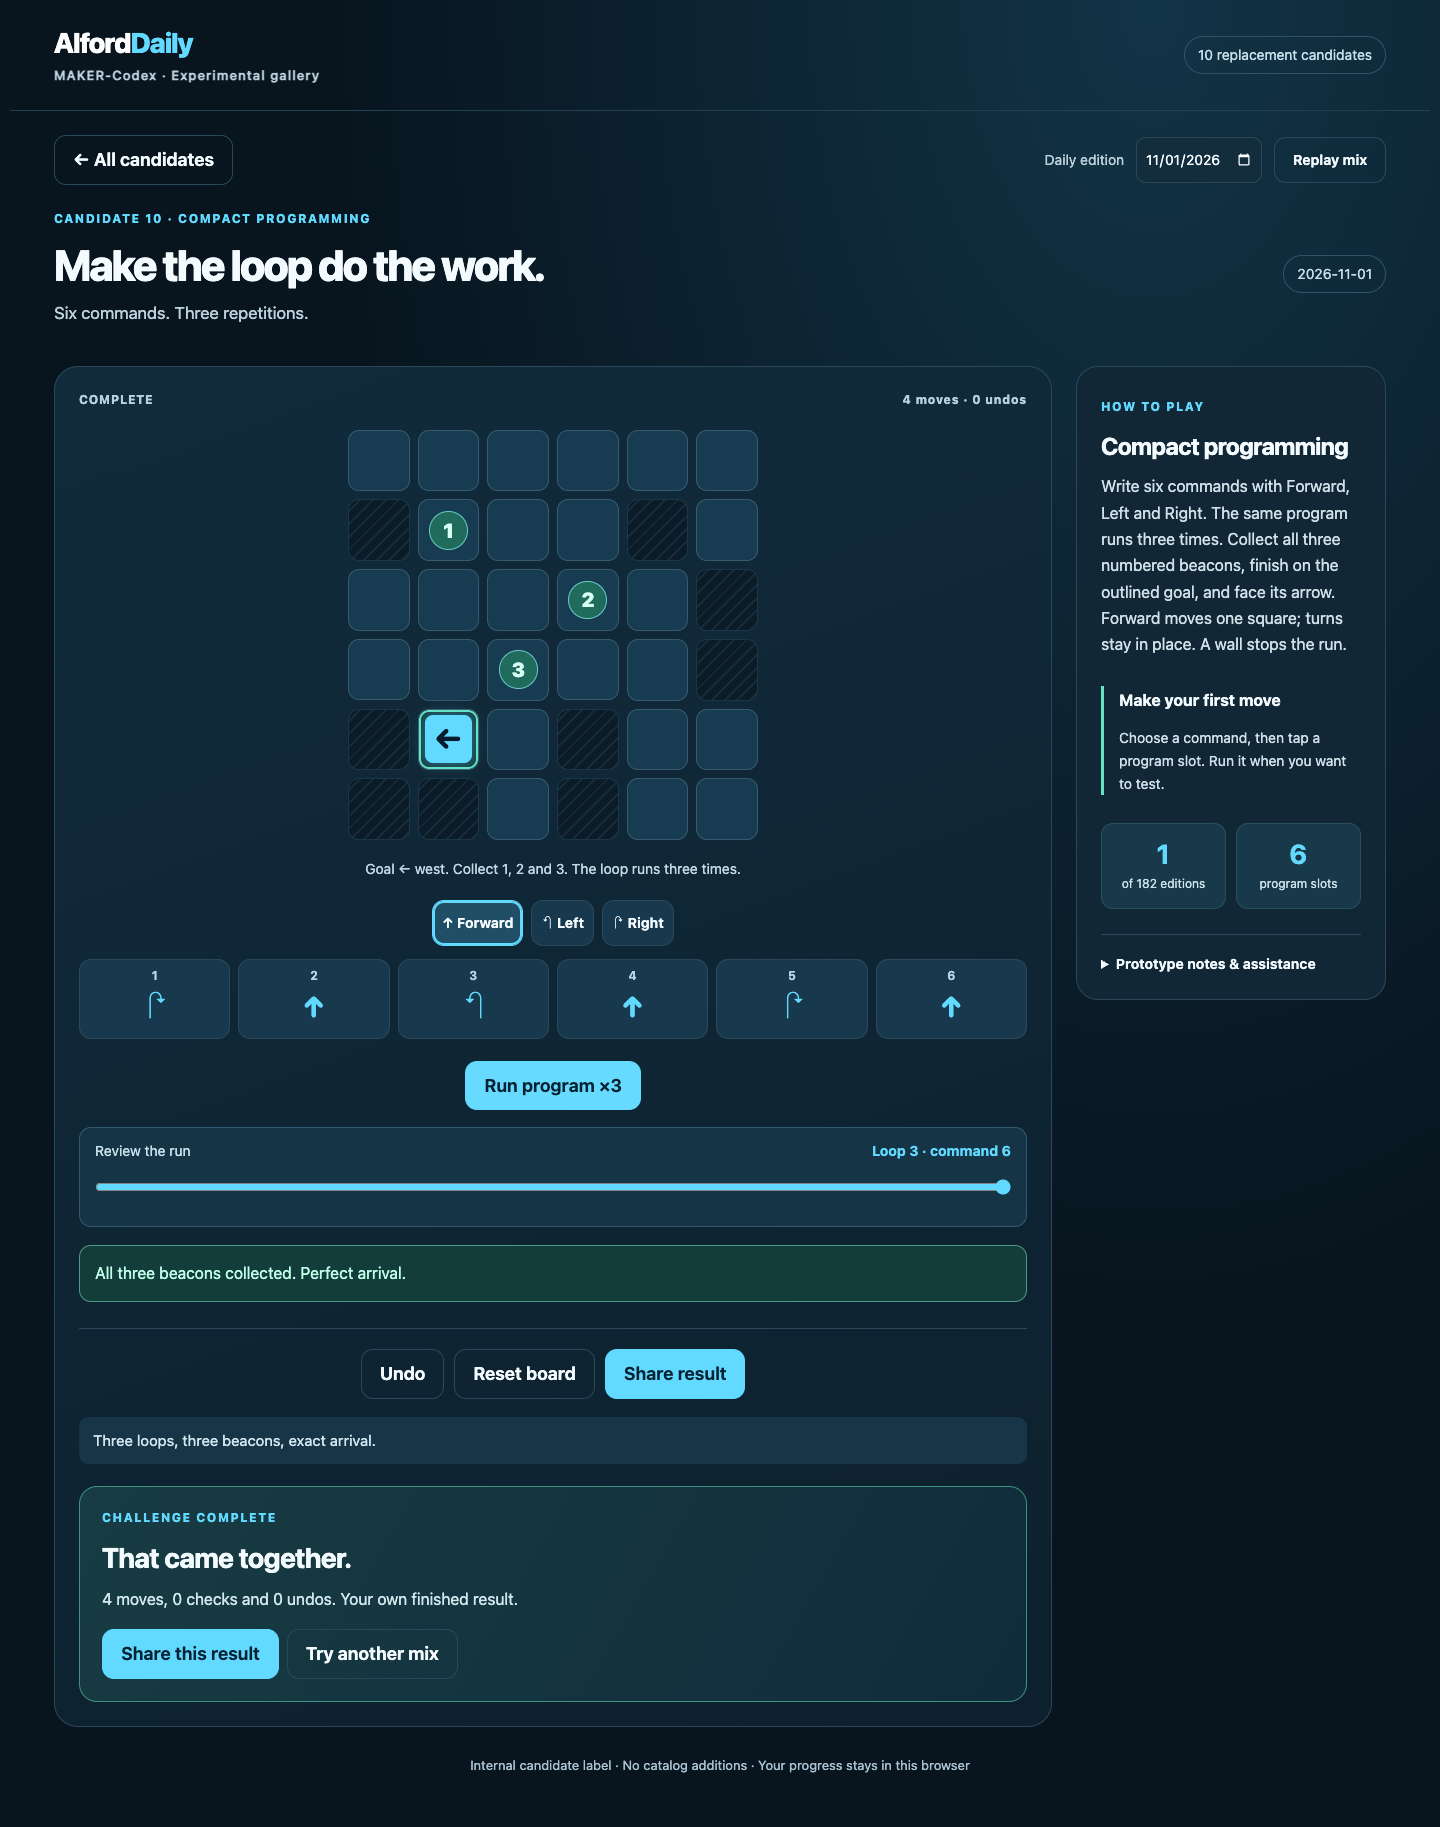 AlfordDaily
MAKER-Codex · Experimental gallery
10 replacement candidates
← All candidates
Daily edition
11/01/2026
Replay mix
CANDIDATE 10 · COMPACT PROGRAMMING
Make the loop do the work.
2026-11-01
Six commands. Three repetitions.
COMPLETE
4 moves · 0 undos
1
2
3
←
Goal ← west. Collect 1, 2 and 3. The loop runs three times.
↑ Forward
↰ Left
↱ Right
1
2
3
4
5
6
Run program ×3
Review the run
Loop 3 · command 6
All three beacons collected. Perfect arrival.
Undo
Reset board
Share result
Three loops, three beacons, exact arrival.
CHALLENGE COMPLETE
That came together.
4 moves, 0 checks and 0 undos. Your own finished result.
Share this result
Try another mix
HOW TO PLAY
Compact programming
Write six commands with Forward,
Left and Right. The same program
runs three times. Collect all three
numbered beacons, finish on the
outlined goal, and face its arrow.
Forward moves one square; turns
stay in place. A wall stops the run.
Make your first move
Choose a command, then tap a
program slot. Run it when you want
to test.
1
of 182 editions
6
program slots
Prototype notes & assistance
Internal candidate label · No catalog additions · Your progress stays in this browser